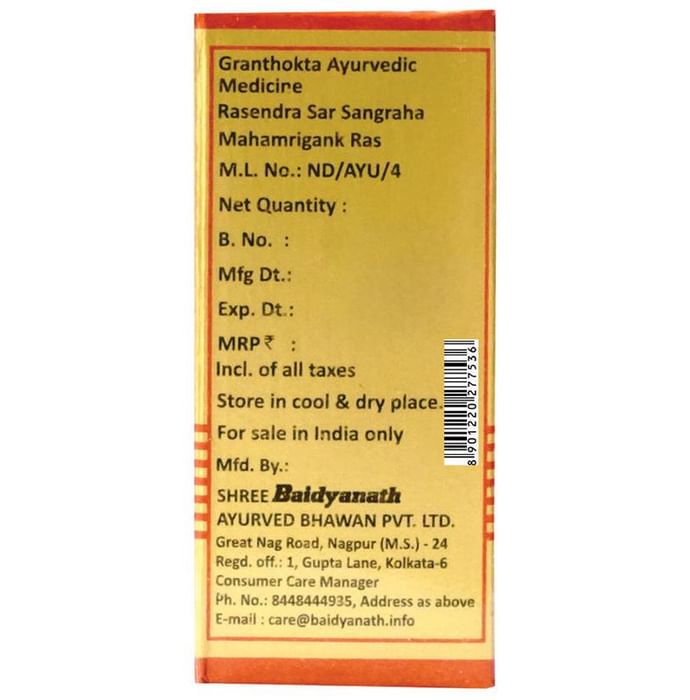 Granthokta Ayurvedic
Medicine
Rasendra Sar Sangraha
Mahamrigank Ras
M.L. No.: ND/AYU/4
Net Quantity :
B. No. :
Mfg Dt.:
Exp. Dt.:
MRP ₹ :
Incl. of all taxes
Store in cool & dry place.
For sale in India only
Mfd. By.:
SHREE Baidyanath
AYURVED BHAWAN PVT. LTD.
Great Nag Road, Nagpur (M.S.) - 24
Regd. off.: 1, Gupta Lane, Kolkata-6
Consumer Care Manager
Ph. No.: 8448444935, Address as above
E-mail : care@baidyanath.info
8901220277536